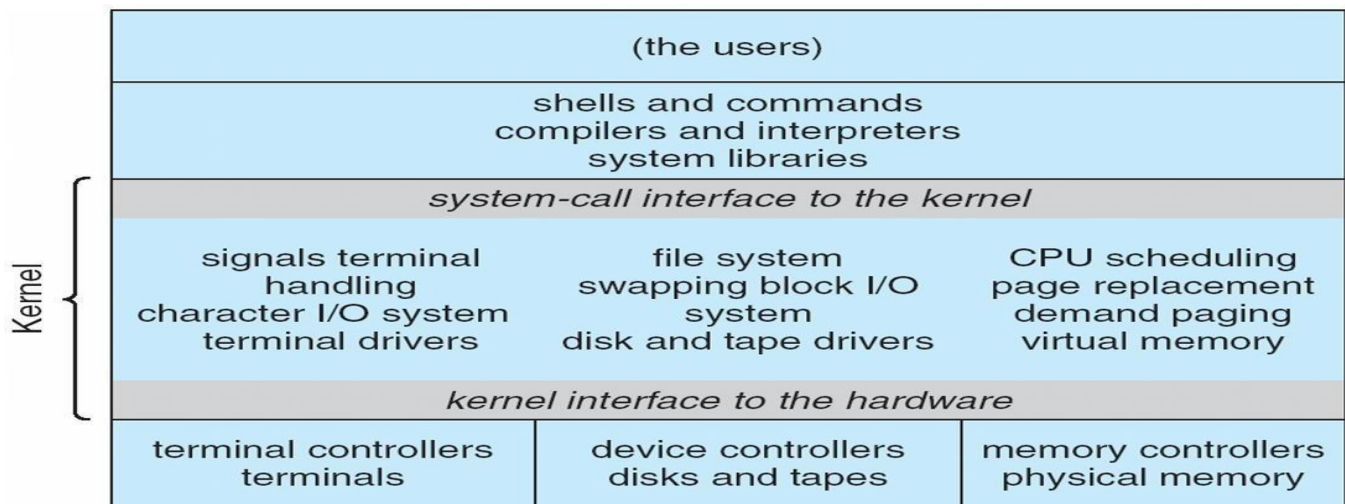 (the users)
shells and commands
compilers and interpreters
system libraries
system-call interface to the kernel
Kernel
signals terminal
handling
character I/O system
terminal drivers
file system
swapping block I/O
system
disk and tape drivers
CPU scheduling
page replacement
demand paging
virtual memory
kernel interface to the hardware
terminal controllers
terminals
device controllers
disks and tapes
memory controllers
physical memory